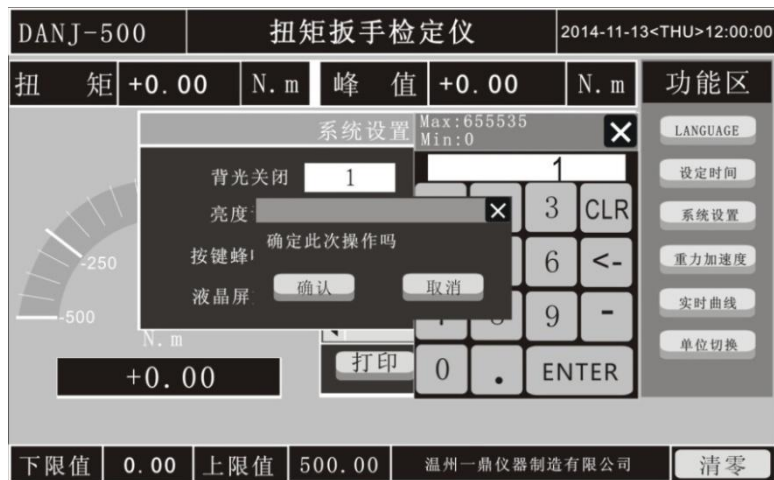 DANJ-500
扭矩扳手检定仪
2014-11-13<THU>12:00:00
扭 矩 +0.00 N.m 峰 值 +0.00 N.m
功能区
系统设置
Max:655535
Min:0
1
LANGUAGE
设定时间
系统设置
重力加速度
实时曲线
单位切换
背光关闭 1
亮度
按键蜂
液晶屏
确定此次操作吗
确认 取消
3 CLR
6 <-
9 -
0 . ENTER
-250
-500
N.m
+0.00
打印
下限值 0.00 上限值 500.00 温州一鼎仪器制造有限公司 清零